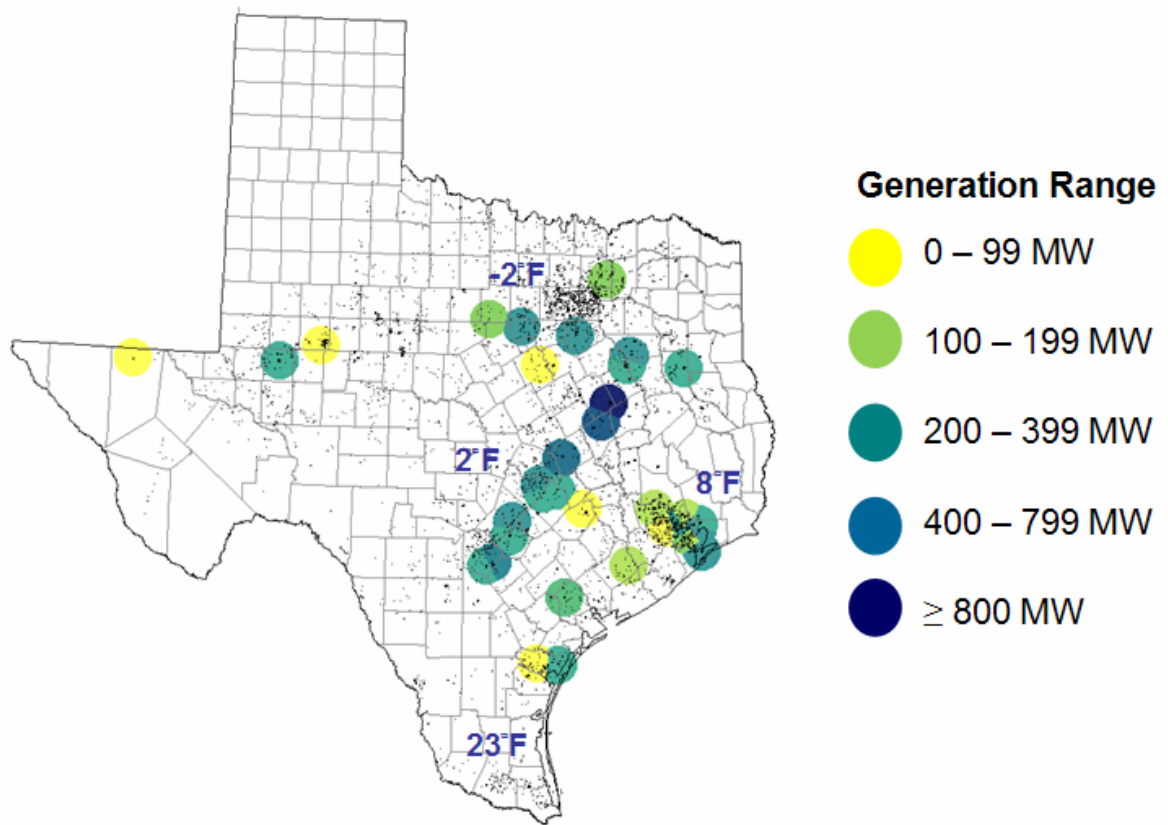 Generation Range
0 – 99 MW
-2°F
100 – 199 MW
200 – 399 MW
2°F
8°F
400 – 799 MW
≥ 800 MW
23°F